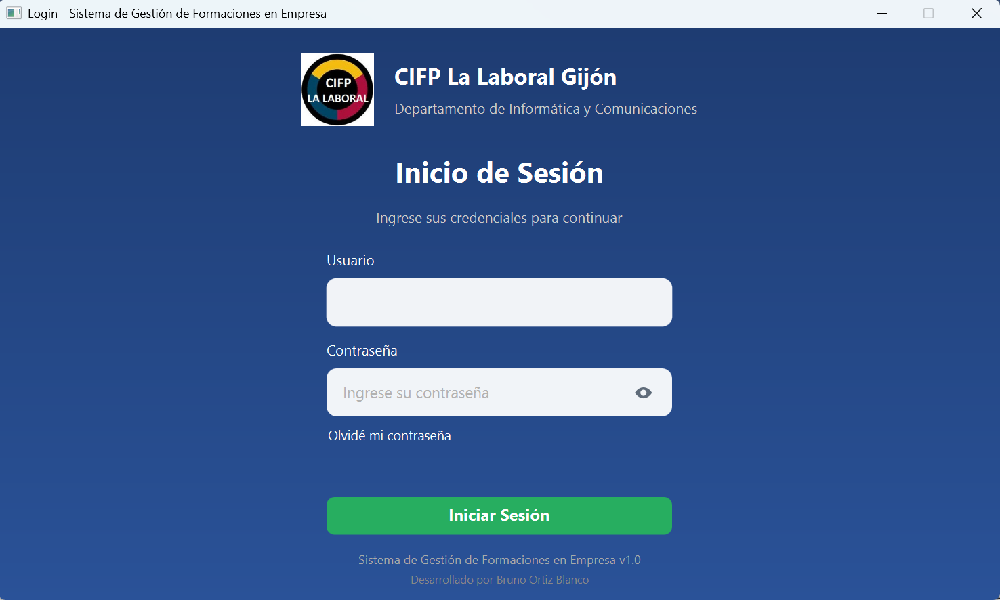 Login - Sistema de Gestión de Formaciones en Empresa
CIFP
LA LABORAL
CIFP La Laboral Gijón
Departamento de Informática y Comunicaciones
Inicio de Sesión
Ingrese sus credenciales para continuar
Usuario
Contraseña
Ingrese su contraseña
Olvidé mi contraseña
Iniciar Sesión
Sistema de Gestión de Formaciones en Empresa v1.0
Desarrollado por Bruno Ortiz Blanco